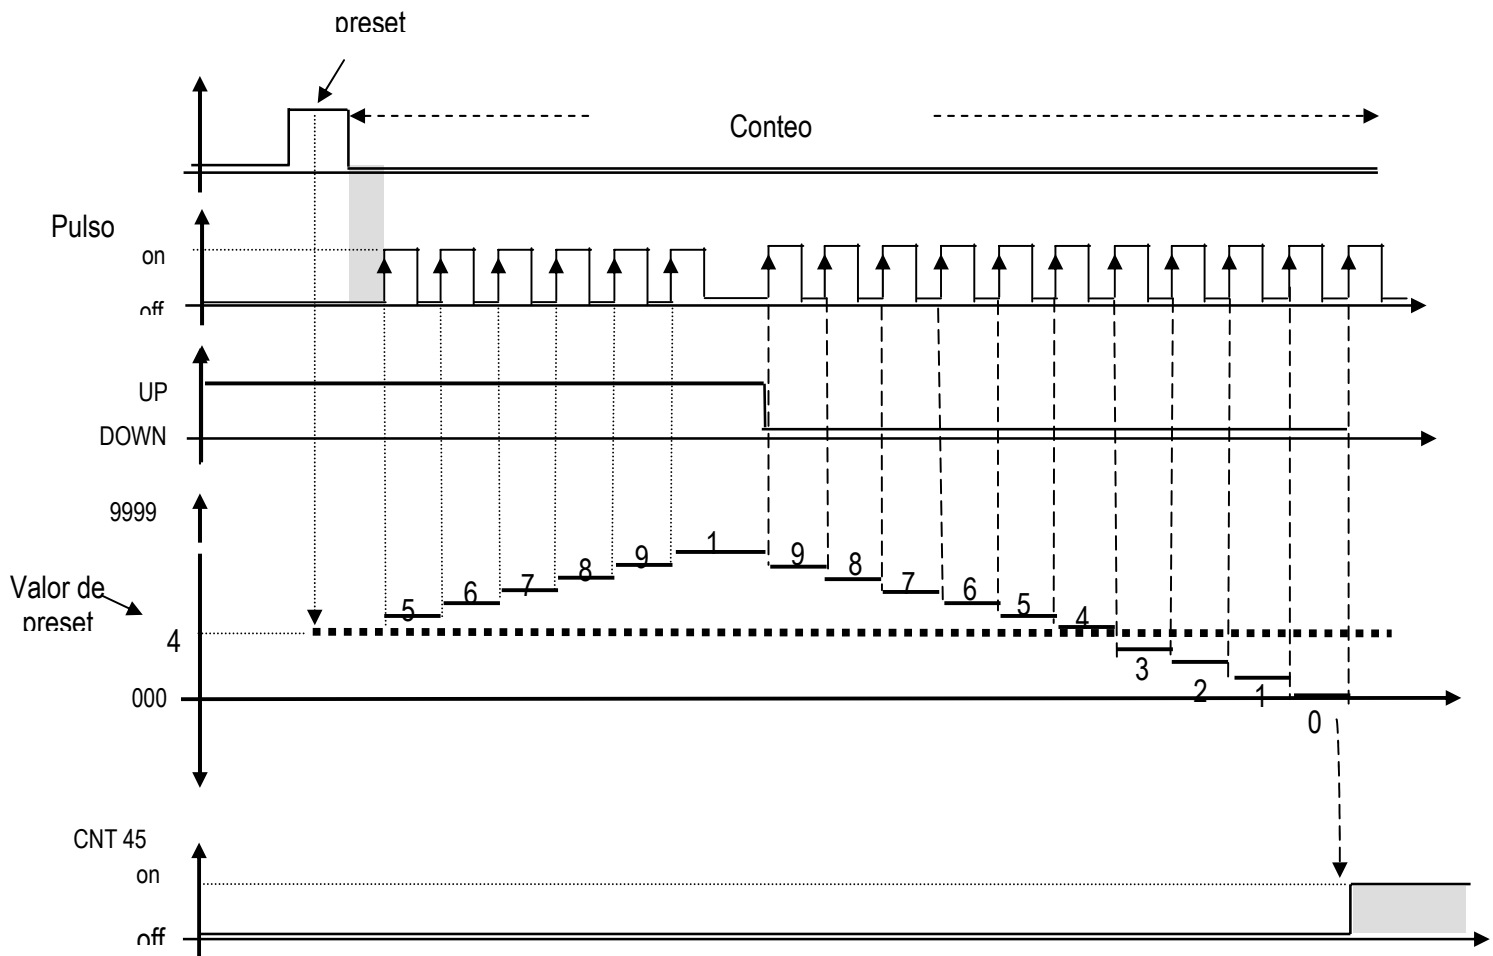 preset
Conteo
Pulso
on
off
UP
DOWN
9999
Valor de
preset
5 6 7 8 9 1 9 8 7 6 5 4 3 2 1 0
4
000
CNT 45
on
off